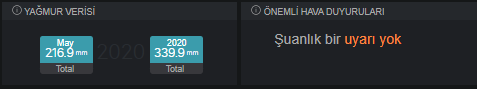 YAĞMUR VERİSİ
May
216.9 mm
Total
2020
2020
339.9 mm
Total
ÖNEMLİ HAVA DUYURULARI
Şuanlık bir uyarı yok